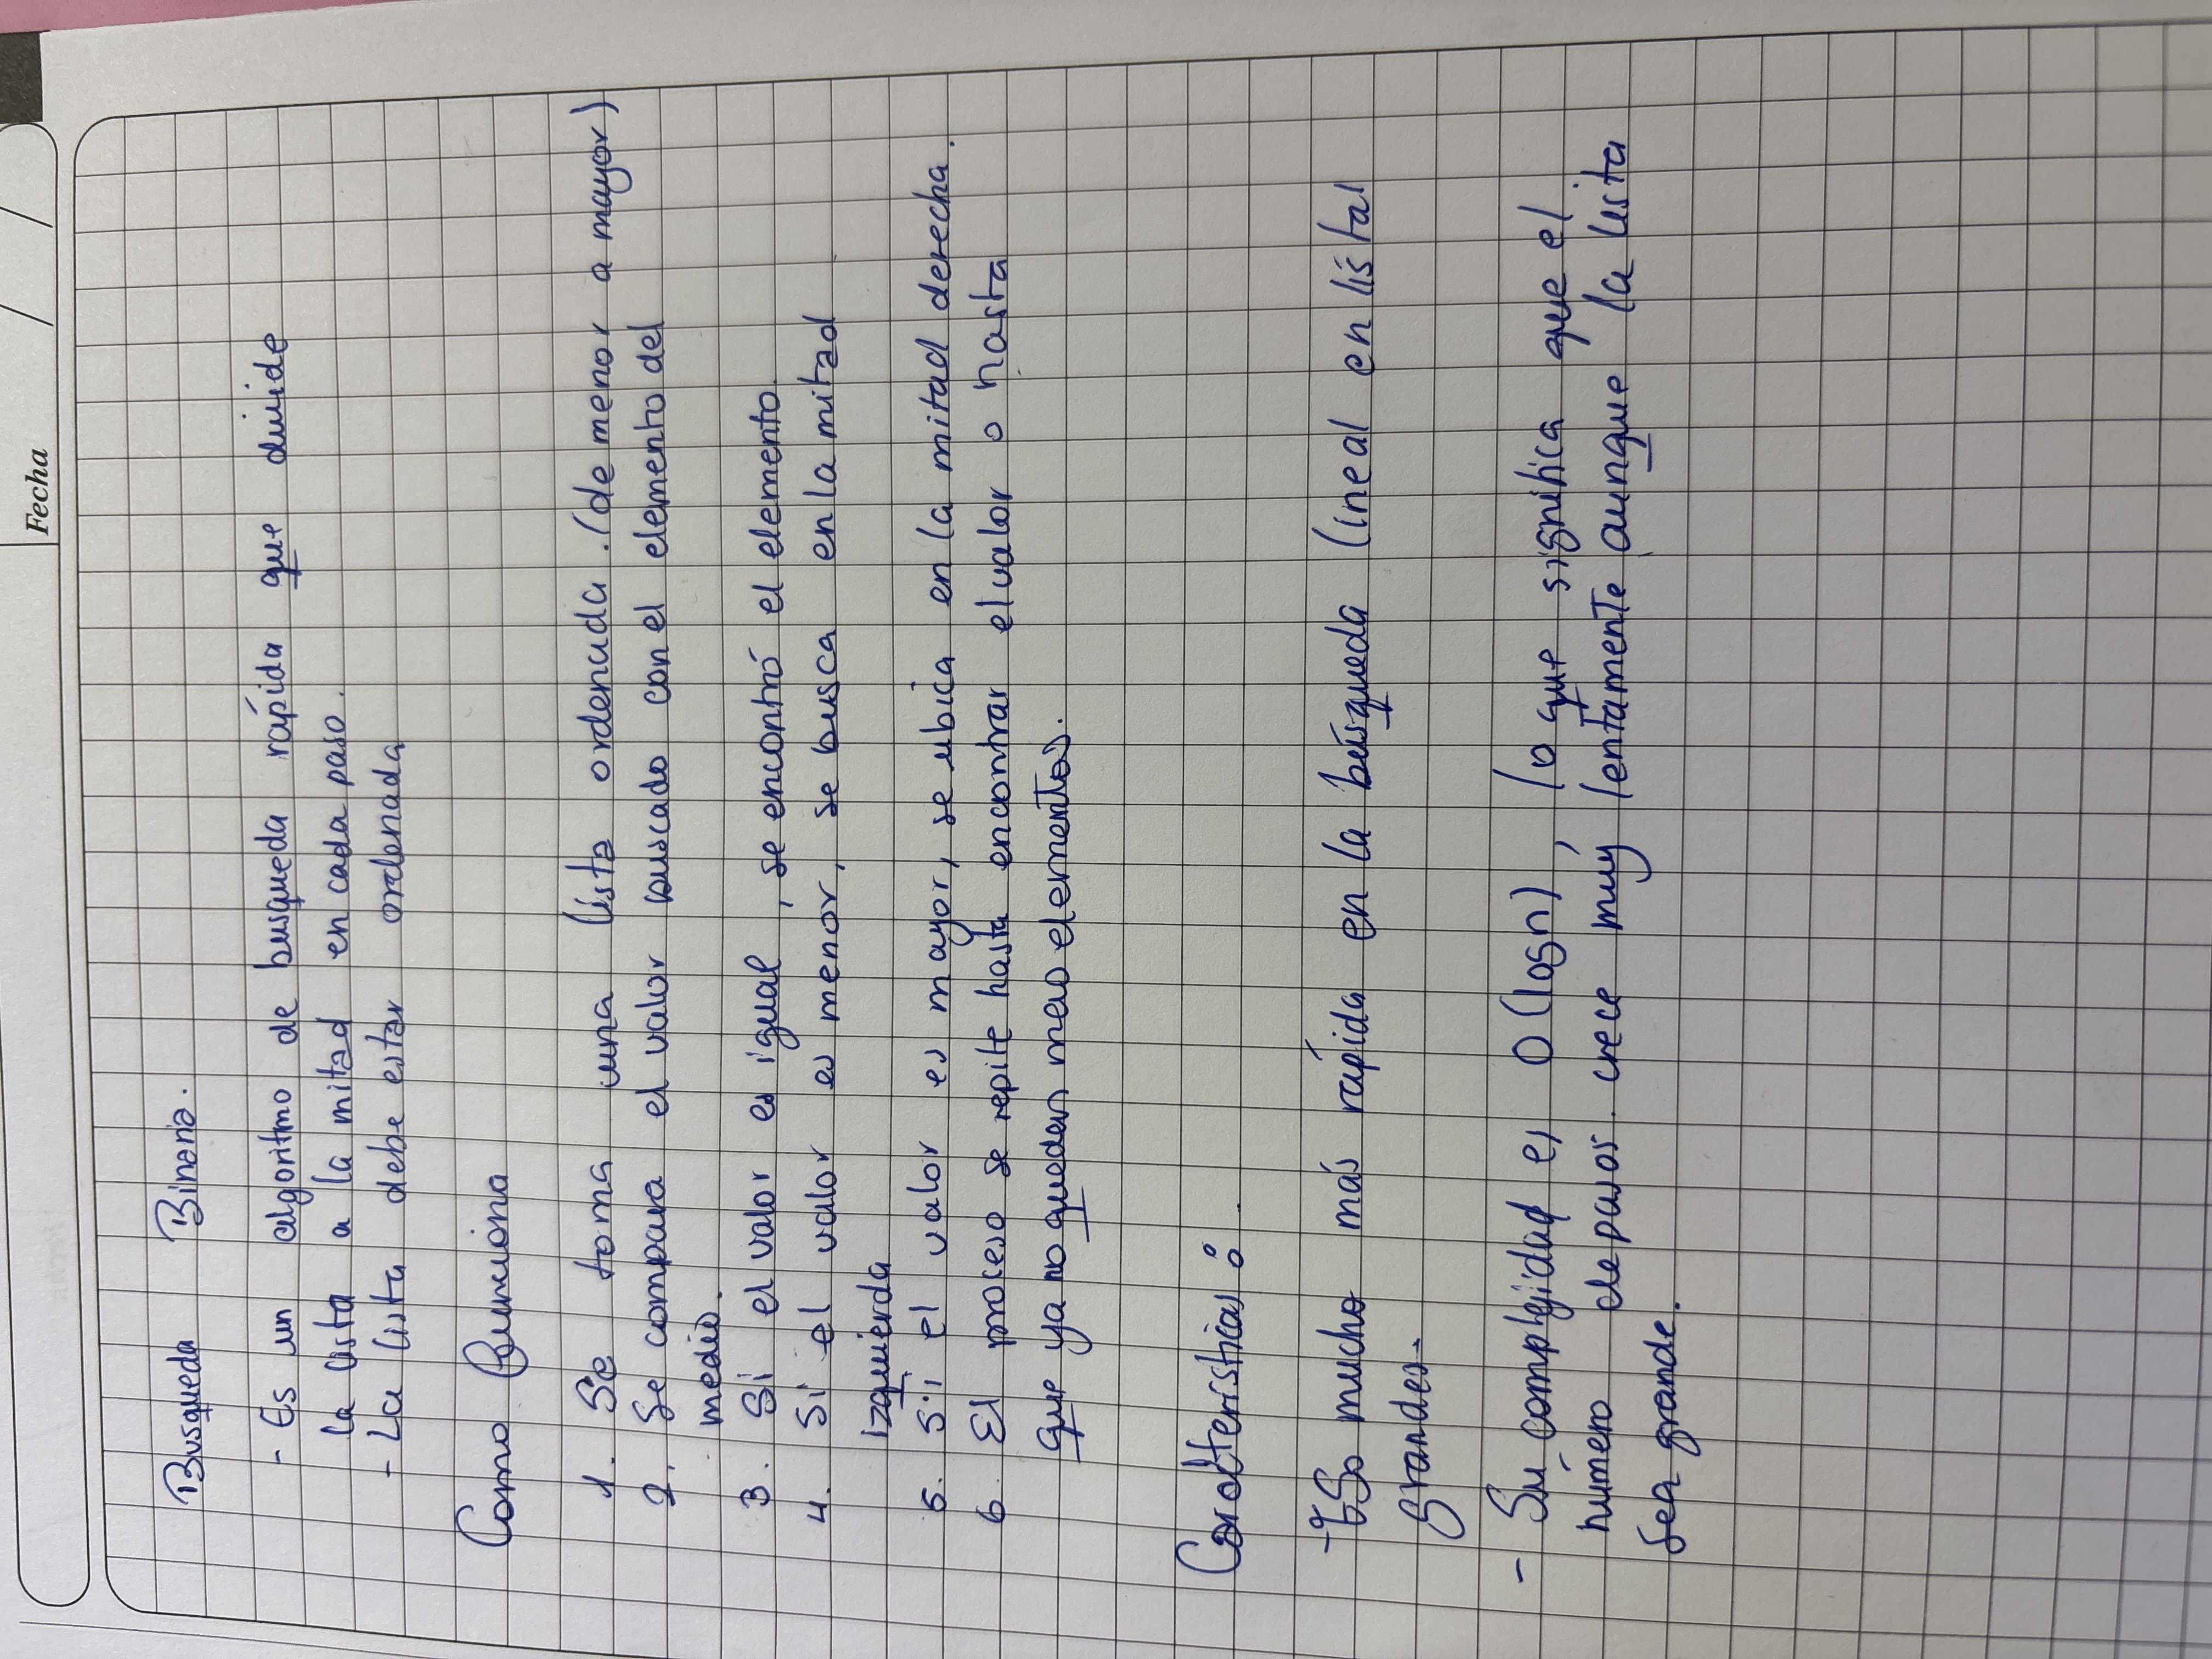 Fecha / /
Busqueda Binaria.
- Es un algoritmo de busqueda rápida que divide
la lista a la mitad en cada paso.
- La lista debe estar ordenada
Como funciona
1. Se toma una lista ordenada. (de menor a mayor)
2. Se compara el valor buscado con el elemento del
medio.
3. Si el valor es igual, se encontró el elemento.
4. Si el valor es menor, se busca en la mitad
izquierda
5. Si el valor es mayor, se ubica en la mitad derecha.
6. El proceso se repite hasta encontrar el valor o hasta
que ya no quedan mas elementos.
Características:
- Es mucho más rápida en la búsqueda lineal en listas
grandes.
- Su complejidad es O(log n), lo que significa que el
número de pasos crece muy lentamente aunque la lista
sea grande.